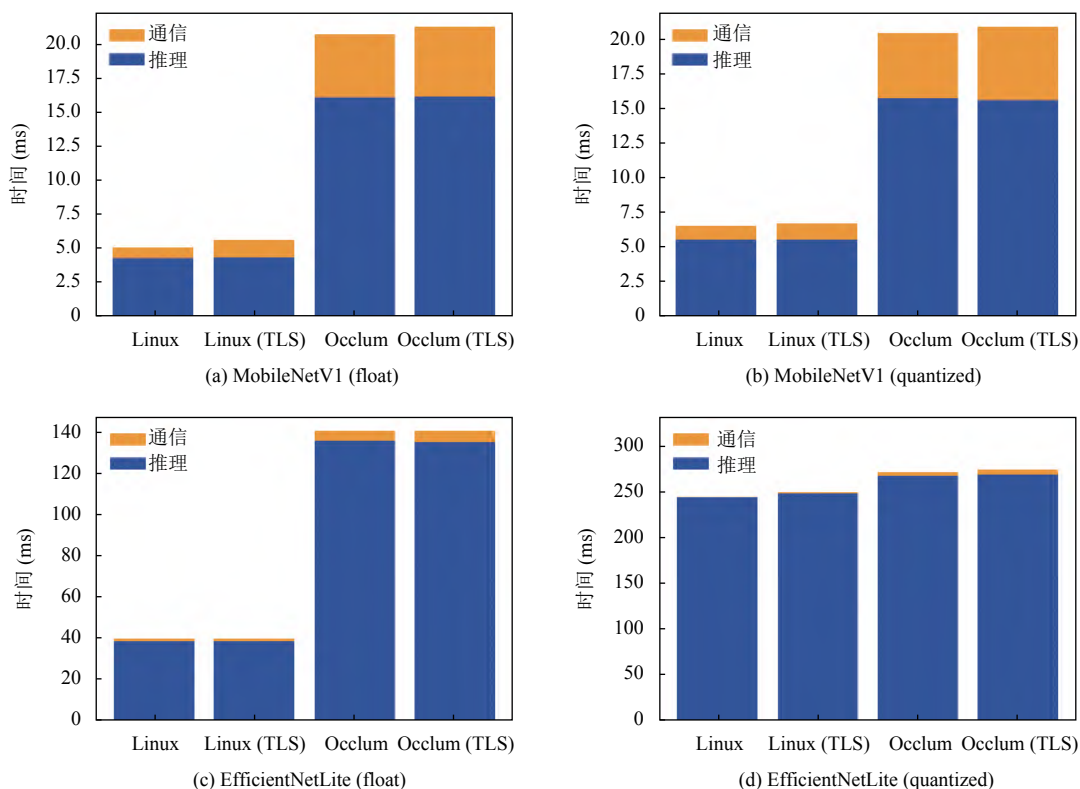 通信
推理
20.0
17.5
15.0
12.5
10.0
7.5
5.0
2.5
0
时间 (ms)
Linux Linux (TLS) Occlum Occlum (TLS)
(a) MobileNetV1 (float)
通信
推理
20.0
17.5
15.0
12.5
10.0
7.5
5.0
2.5
0
时间 (ms)
Linux Linux (TLS) Occlum Occlum (TLS)
(b) MobileNetV1 (quantized)
通信
推理
140
120
100
80
60
40
20
0
时间 (ms)
Linux Linux (TLS) Occlum Occlum (TLS)
(c) EfficientNetLite (float)
通信
推理
300
250
200
150
100
50
0
时间 (ms)
Linux Linux (TLS) Occlum Occlum (TLS)
(d) EfficientNetLite (quantized)